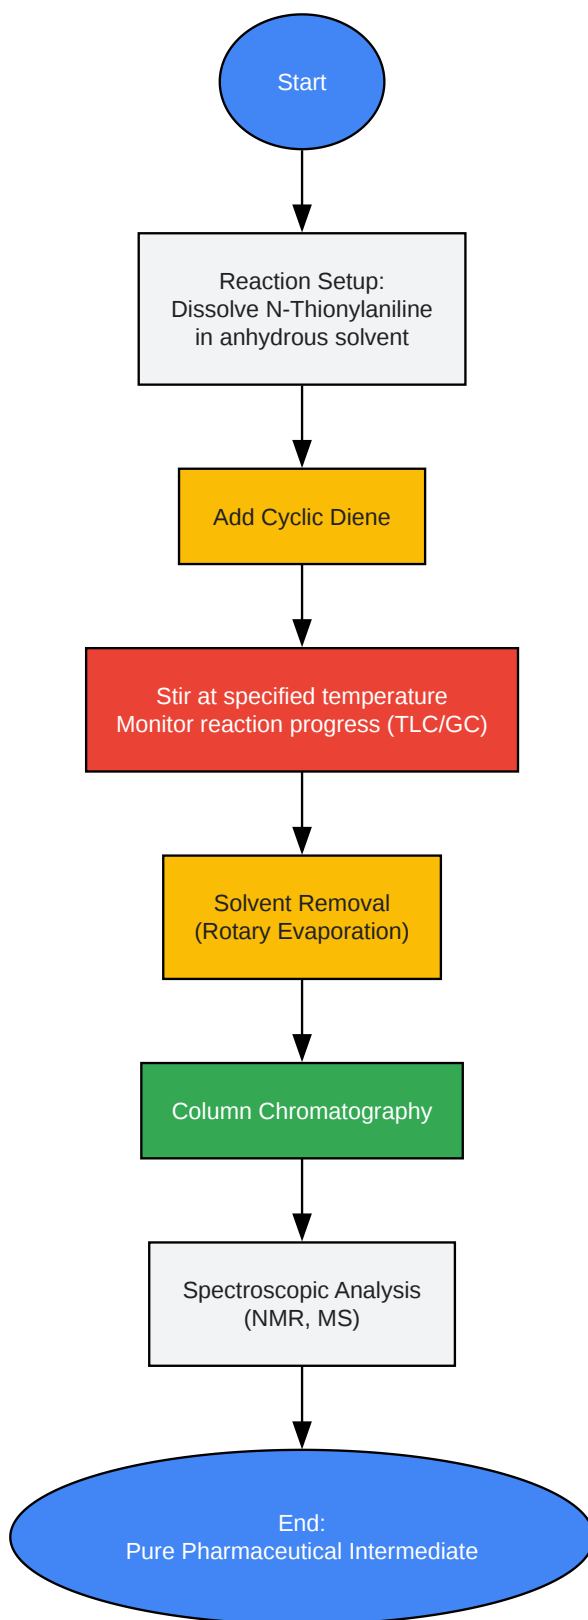 Start
Reaction Setup:
Dissolve N-Thionylaniline
in anhydrous solvent
Add Cyclic Diene
Stir at specified temperature
Monitor reaction progress (TLC/GC)
Solvent Removal
(Rotary Evaporation)
Column Chromatography
Spectroscopic Analysis
(NMR, MS)
End:
Pure Pharmaceutical Intermediate